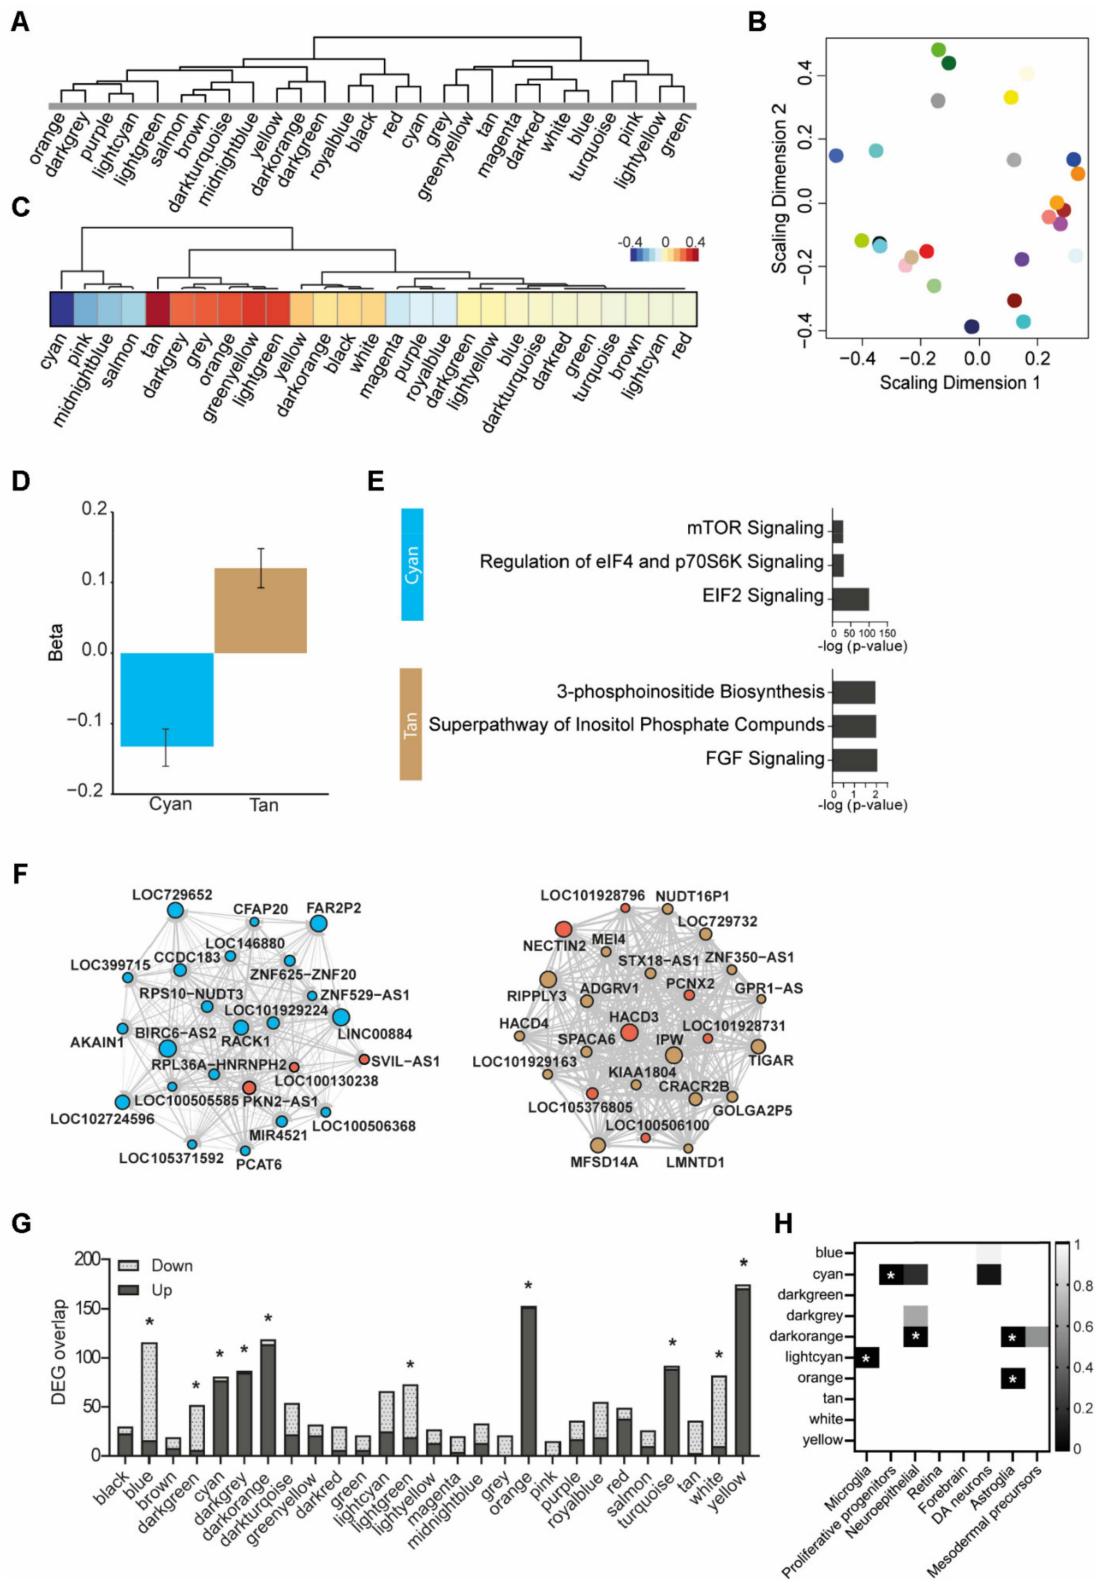 A
orange
darkgrey
purple
lightcyan
lightgreen
salmon
brown
darkturquoise
midnightblue
yellow
darkorange
darkgreen
royalblue
black
red
cyan
grey
greenyellow
tan
magenta
darkred
white
blue
turquoise
pink
lightyellow
green
B
Scaling Dimension 2
0.4
0.2
0.0
−0.2
−0.4
−0.4
−0.2
0.0
0.2
Scaling Dimension 1
C
-0.4 0 0.4
cyan
pink
midnightblue
salmon
tan
darkgrey
grey
orange
greenyellow
lightgreen
yellow
darkorange
black
white
magenta
purple
royalblue
darkgreen
lightyellow
blue
darkturquoise
darkred
green
turquoise
brown
lightcyan
red
D
Beta
0.2
0.1
0.0
−0.1
−0.2
Cyan
Tan
E
Cyan
mTOR Signaling
Regulation of eIF4 and p70S6K Signaling
EIF2 Signaling
0 50 100 150
-log (p-value)
Tan
3-phosphoinositide Biosynthesis
Superpathway of Inositol Phosphate Compunds
FGF Signaling
0 1 2
-log (p-value)
F
LOC729652
CFAP20
FAR2P2
LOC146880
CCDC183
LOC399715
ZNF625−ZNF20
RPS10−NUDT3
ZNF529−AS1
LOC101929224
AKAIN1
BIRC6−AS2
RACK1
LINC00884
RPL36A−HNRNPH2
SVIL−AS1
LOC100130238
LOC100505585
PKN2−AS1
LOC102724596
LOC100506368
MIR4521
LOC105371592
PCAT6
LOC101928796
NUDT16P1
LOC729732
NECTIN2
MEI4
STX18−AS1
ZNF350−AS1
PCNX2
RIPPLY3
ADGRV1
GPR1−AS
HACD4
HACD3
LOC101928731
SPACA6
IPW
LOC101929163
TIGAR
KIAA1804
CRACR2B
LOC105376805
GOLGA2P5
LOC100506100
MFSD14A
LMNTD1
G
DEG overlap
200
150
100
50
0
Down
Up
* * * * * * * * * *
black
blue
brown
darkgreen
cyan
darkgrey
darkorange
darkturqoise
greenyellow
darkred
green
lightcyan
lightgreen
lightyellow
magenta
midnightblue
grey
orange
pink
purple
royalblue
red
salmon
turquoise
tan
white
yellow
H
blue
cyan
darkgreen
darkgrey
darkorange
lightcyan
orange
tan
white
yellow
* * * * *
1
0.8
0.6
0.4
0.2
0
Microglia
Proliferative progenitors
Neuroepithelial
Retina
Forebrain
DA neurons
Astroglia
Mesodermal precursors